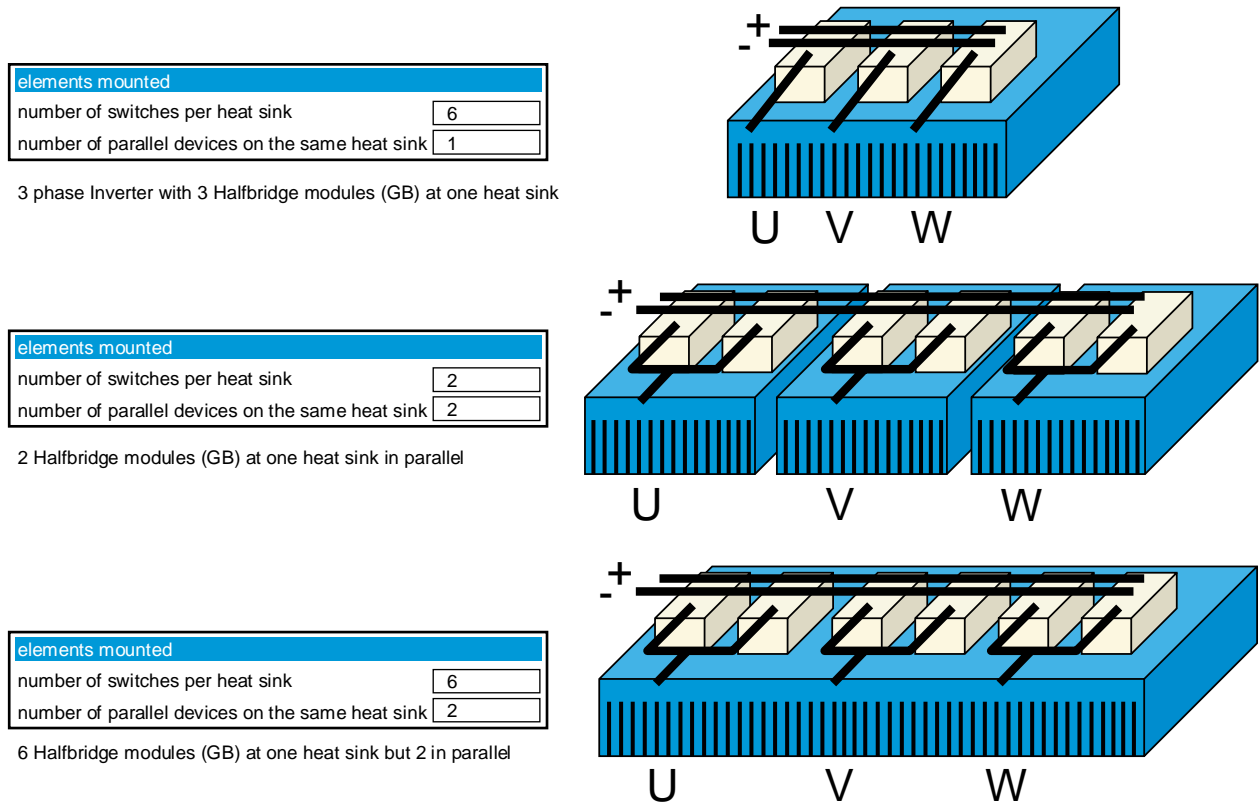 +
-
elements mounted
number of switches per heat sink 6
number of parallel devices on the same heat sink 1
3 phase Inverter with 3 Halfbridge modules (GB) at one heat sink
U V W
+
-
elements mounted
number of switches per heat sink 2
number of parallel devices on the same heat sink 2
2 Halfbridge modules (GB) at one heat sink in parallel
U V W
+
-
elements mounted
number of switches per heat sink 6
number of parallel devices on the same heat sink 2
6 Halfbridge modules (GB) at one heat sink but 2 in parallel
U V W